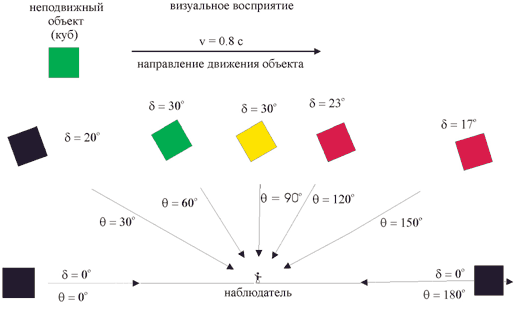 неподвижный
объект
(куб)
визуальное восприятие
v = 0.8 c
направление движения объекта
δ = 20°
δ = 30°
δ = 30°
δ = 23°
δ = 17°
θ = 30°
θ = 60°
θ = 90°
θ = 120°
θ = 150°
δ = 0°
θ = 0°
наблюдатель
δ = 0°
θ = 180°